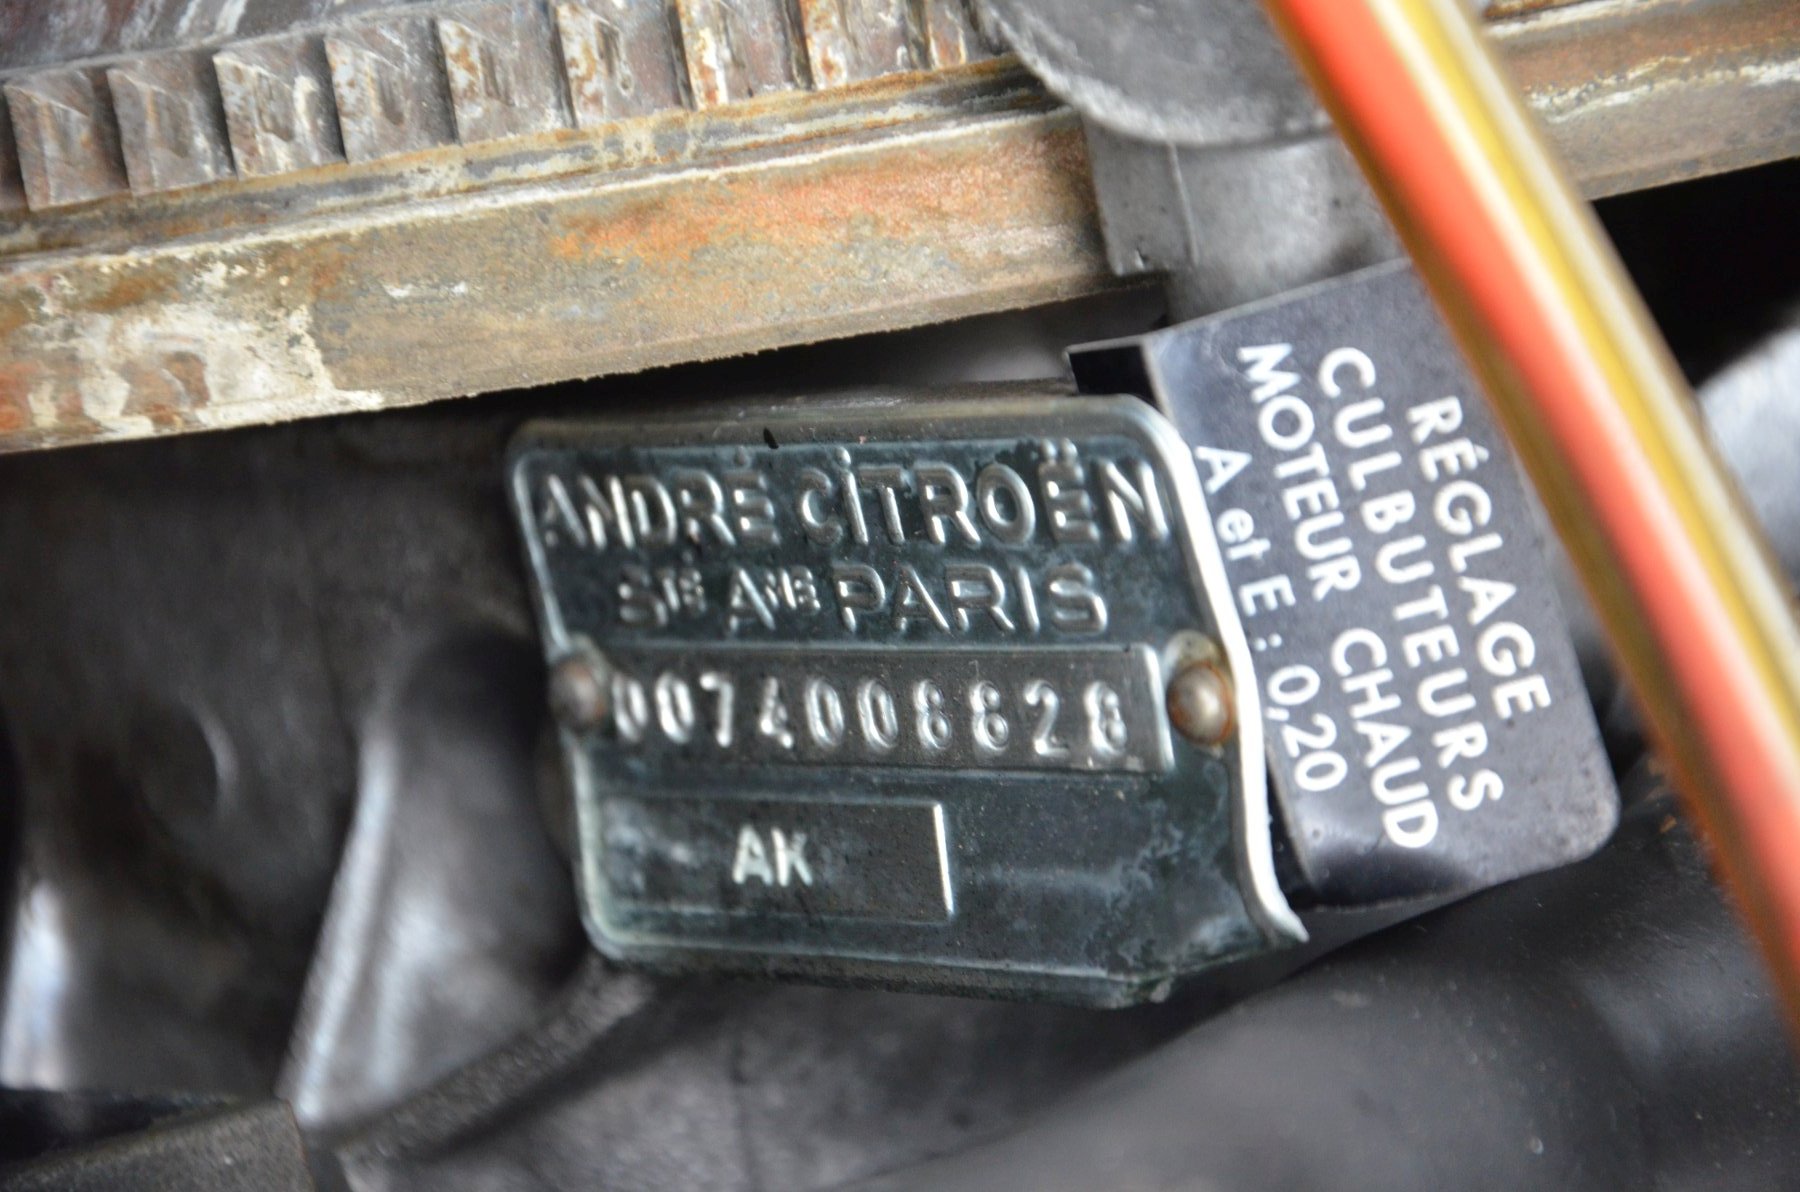 ANDRÉ CITROËN
STÉ AME PARIS
0074008828
AK
RÉGLAGE
CULBUTEURS
MOTEUR CHAUD
A et E : 0,20